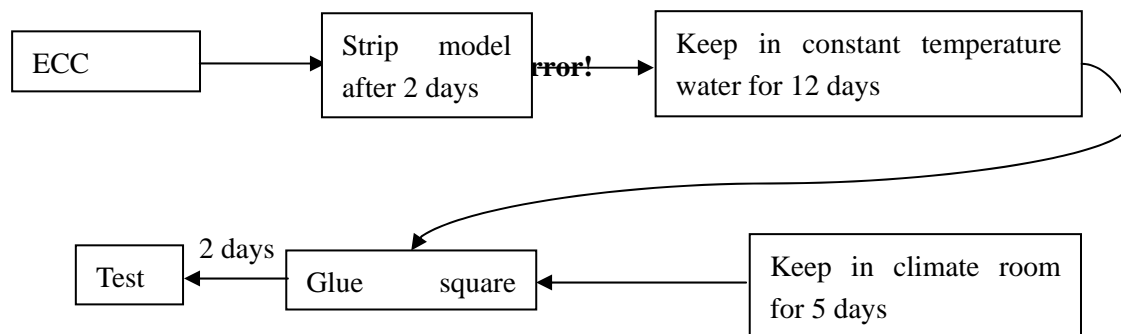 ECC
Strip model
after 2 days
rror!
Keep in constant temperature
water for 12 days
2 days
Test
Glue square
Keep in climate room
for 5 days